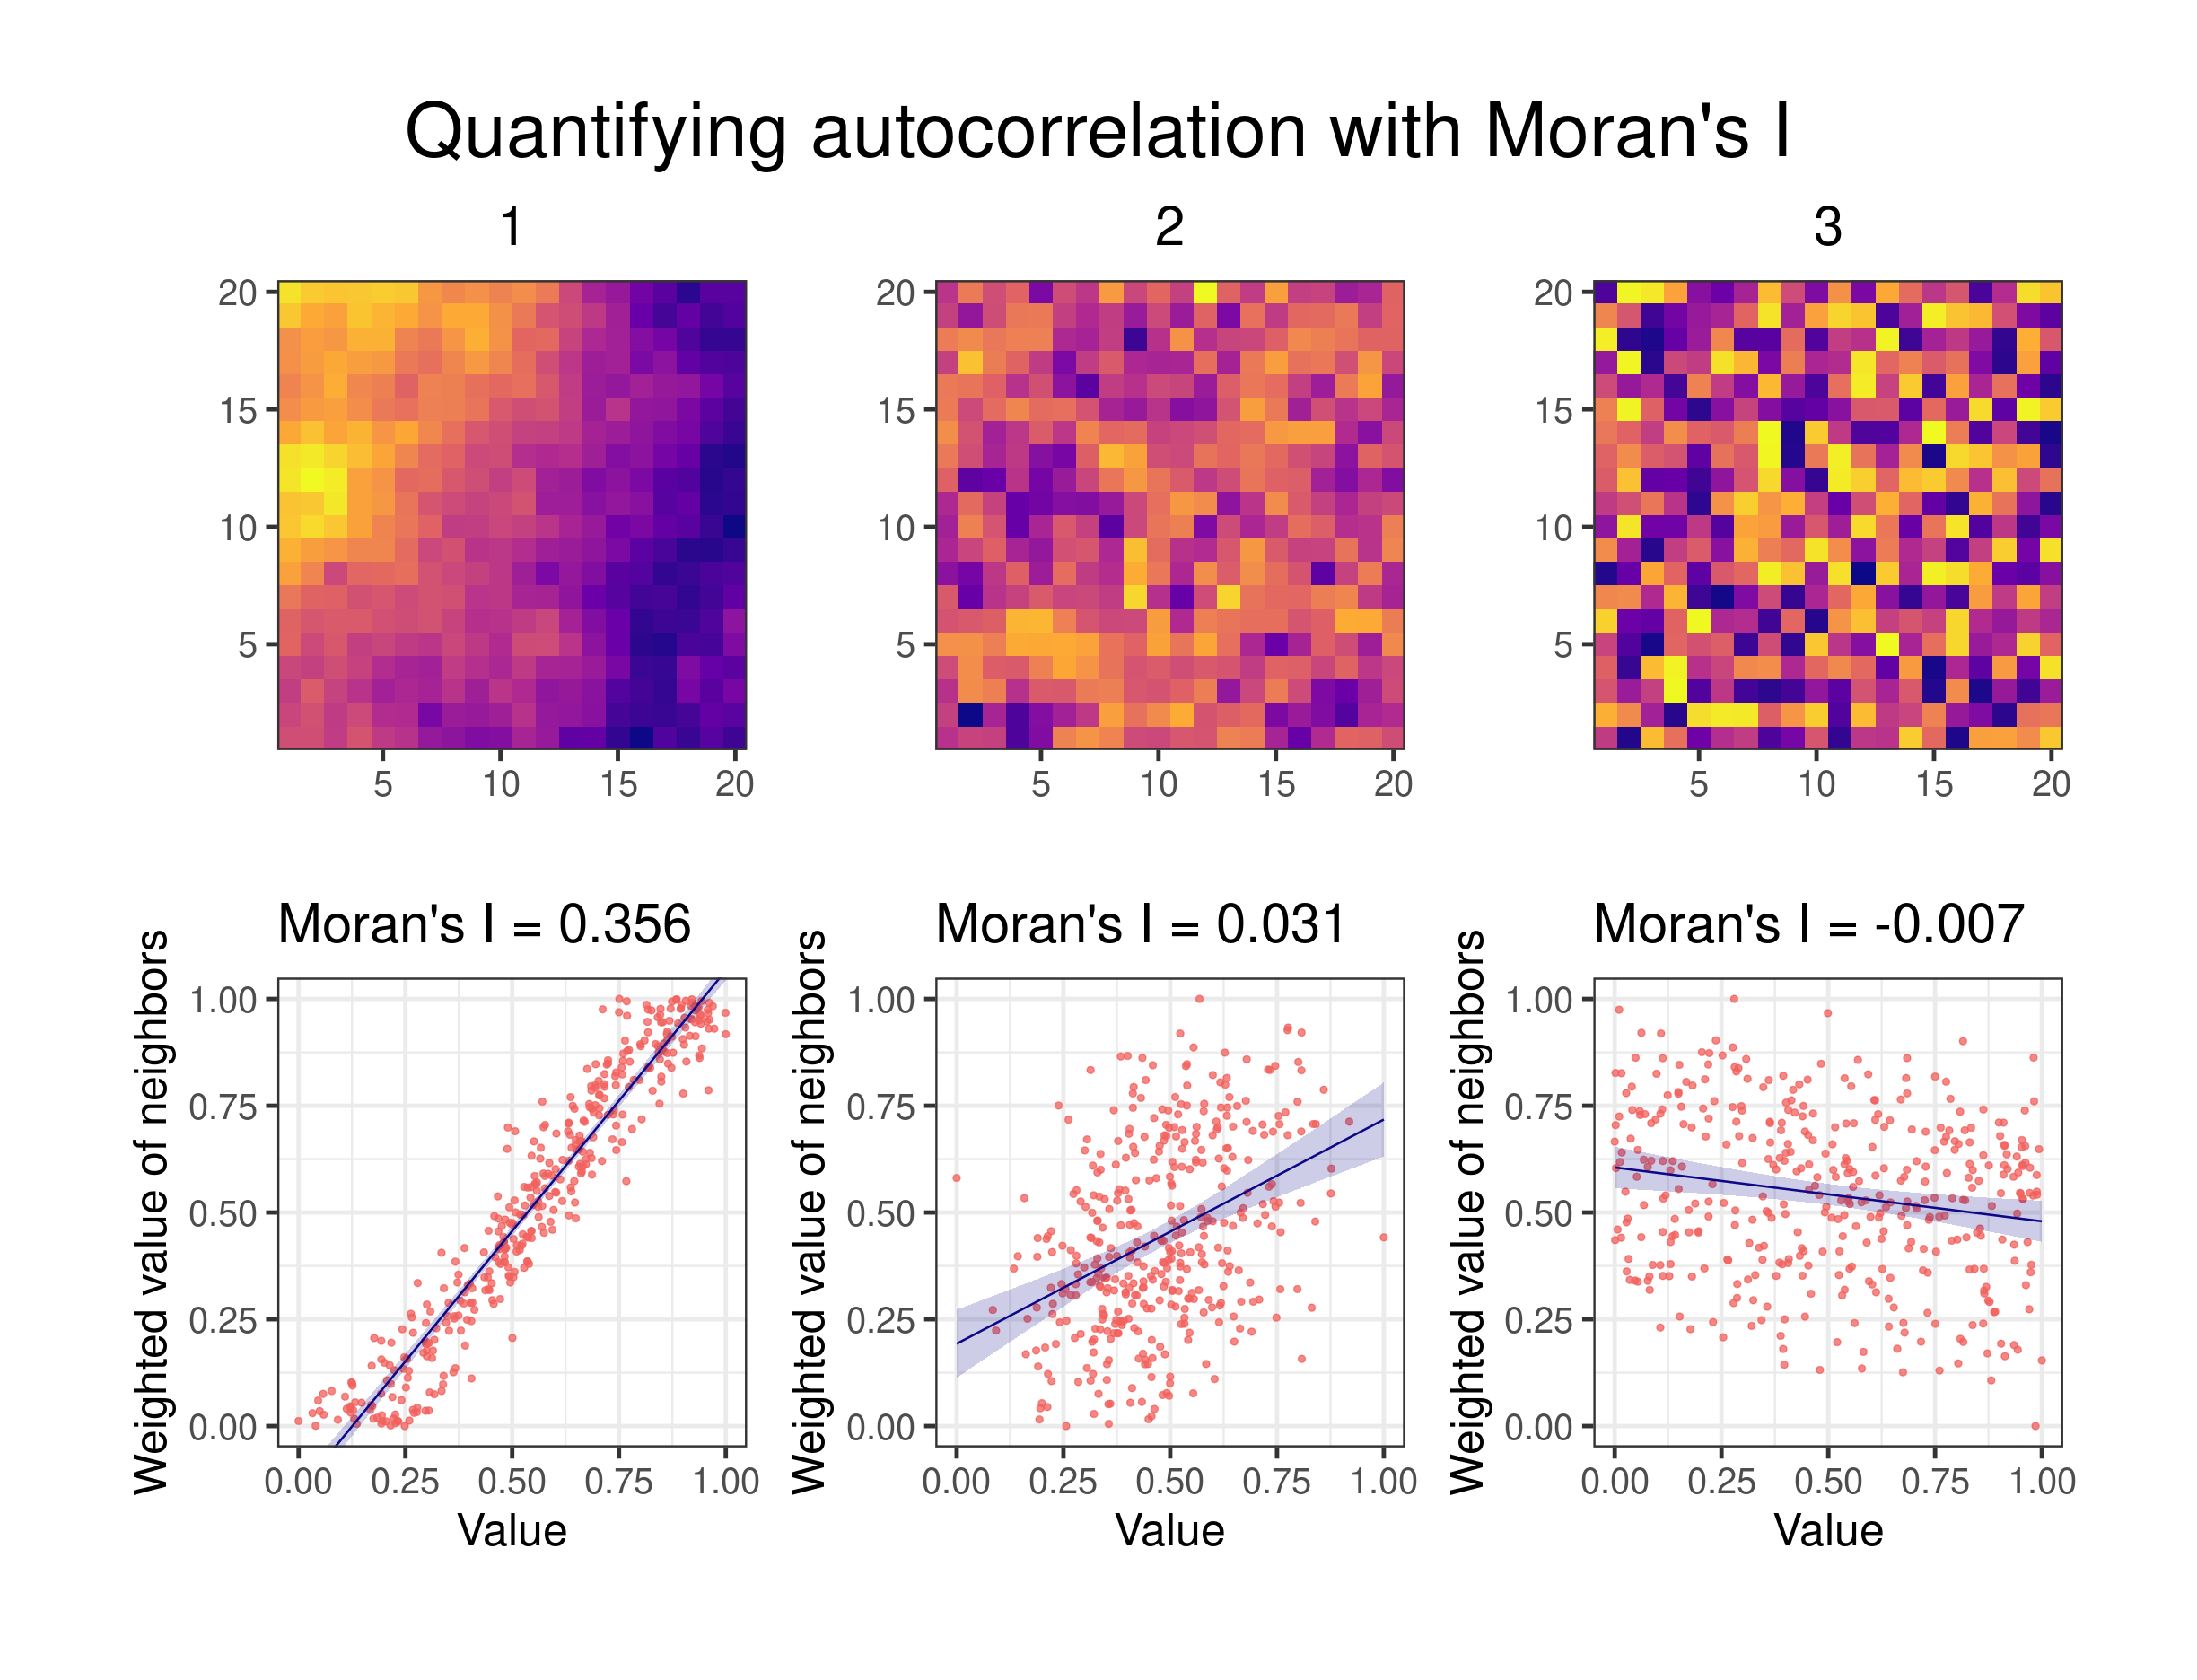 Quantifying autocorrelation with Moran's I
1
2
3
20
15
10
5
5 10 15 20
20
15
10
5
5 10 15 20
20
15
10
5
5 10 15 20
Moran's I = 0.356
Weighted value of neighbors
1.00
0.75
0.50
0.25
0.00
0.00 0.25 0.50 0.75 1.00
Value
Moran's I = 0.031
Weighted value of neighbors
1.00
0.75
0.50
0.25
0.00
0.00 0.25 0.50 0.75 1.00
Value
Moran's I = -0.007
Weighted value of neighbors
1.00
0.75
0.50
0.25
0.00
0.00 0.25 0.50 0.75 1.00
Value